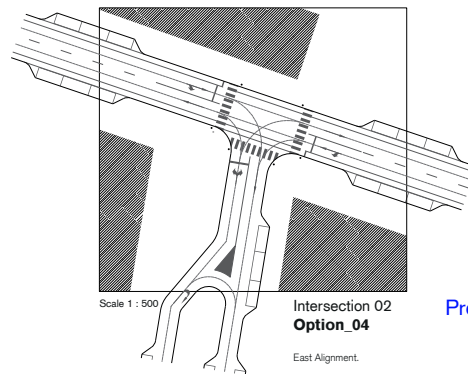 Scale 1 : 500
Intersection 02
Option_04
East Alignment.